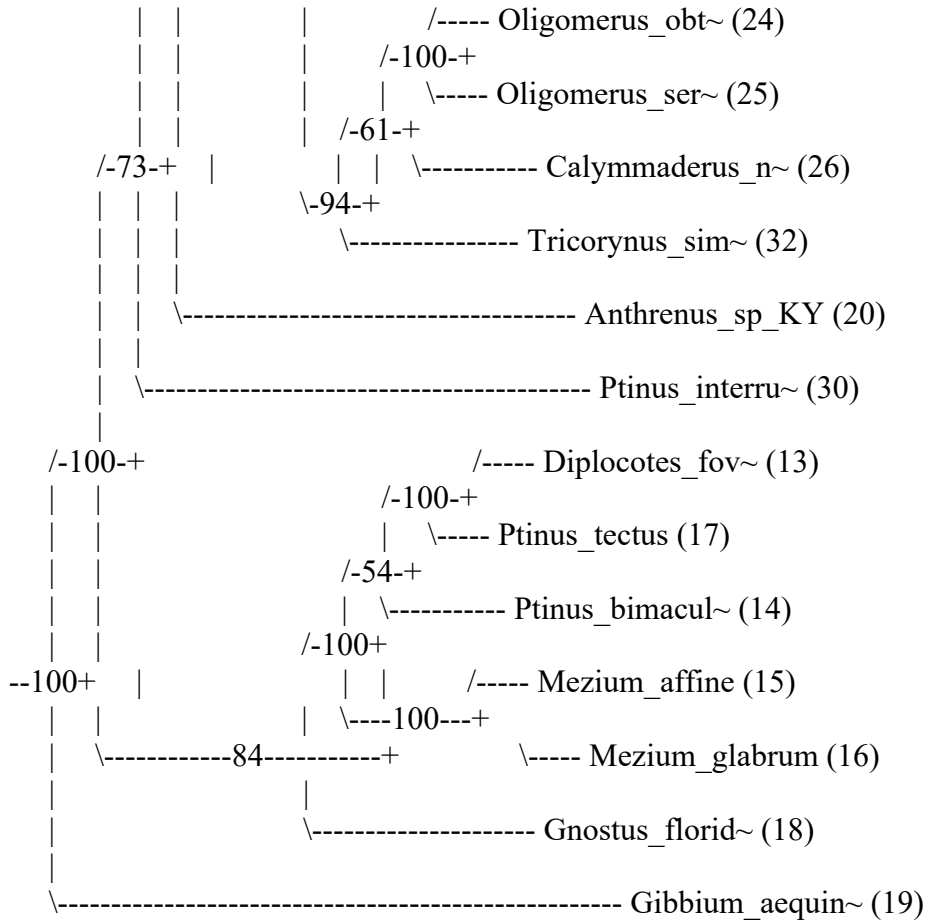 |   |            |            /----- Oligomerus_obt~ (24)
|   |            |       /-100-+
|   |            |       |    \----- Oligomerus_ser~ (25)
|   |            |   /-61-+
/-73-+   |            |   |   \----------- Calymmaderus_n~ (26)
|   |   |            \-94-+
|   |   |                \---------------- Tricorynus_sim~ (32)
|   |   |
|   |   \------------------------------------- Anthrenus_sp_KY (20)
|   |
|   \------------------------------------------ Ptinus_interru~ (30)
|
/-100-+                               /----- Diplocotes_fov~ (13)
|    |                          /-100-+
|    |                          |    \----- Ptinus_tectus (17)
|    |                      /-54-+
|    |                      |   \----------- Ptinus_bimacul~ (14)
|    |                  /-100+
--100+    |                  |   |        /----- Mezium_affine (15)
|    |                  |   \----100---+
|    \------------84-----------+            \----- Mezium_glabrum (16)
|                       |
|                       \--------------------- Gnostus_florid~ (18)
|
\----------------------------------------------------- Gibbium_aequin~ (19)